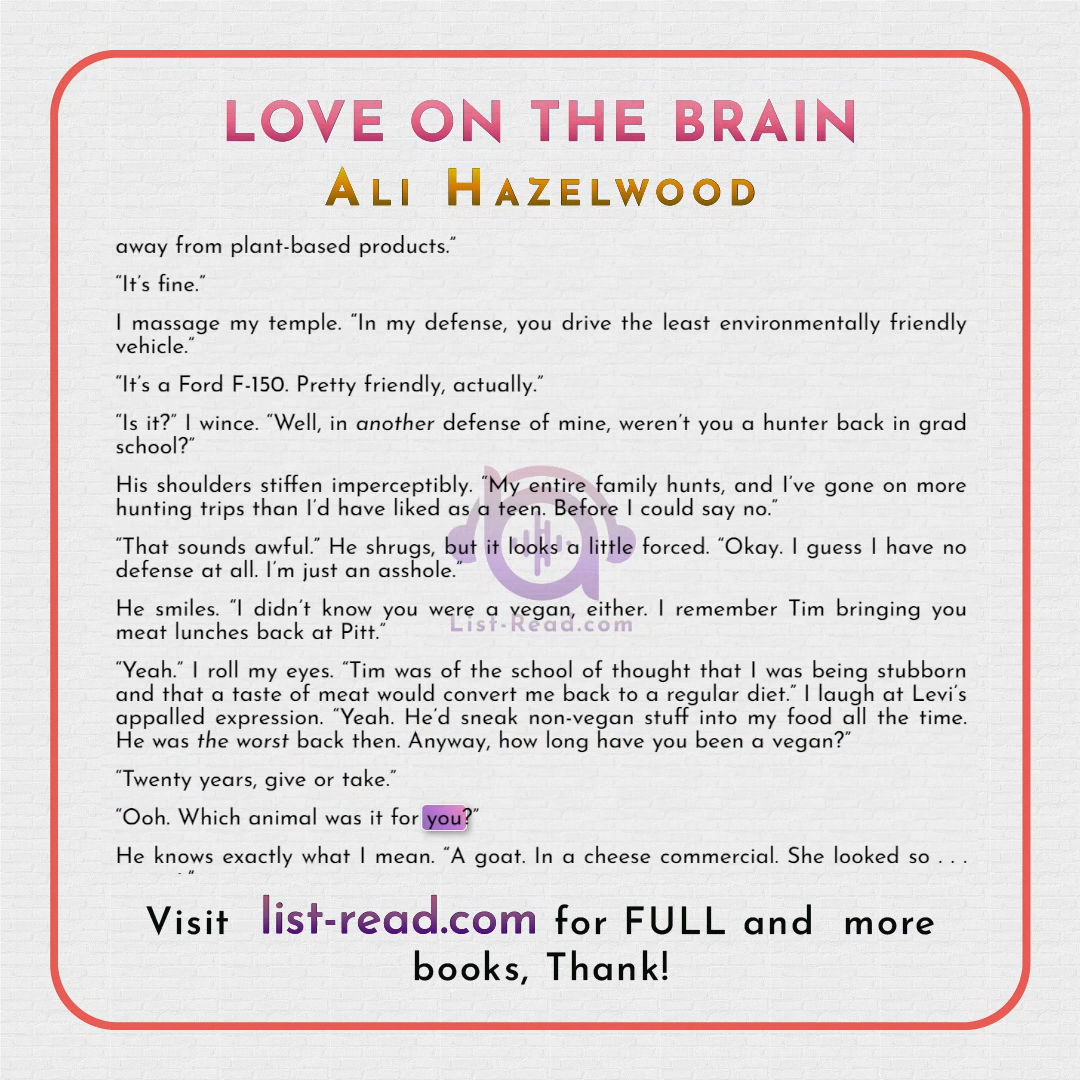 LOVE ON THE BRAIN
ALI HAZELWOOD
away from plant-based products.”
“It’s fine.”
I massage my temple. “In my defense, you drive the least environmentally friendly
vehicle.”
“It’s a Ford F-150. Pretty friendly, actually.”
“Is it?” I wince. “Well, in another defense of mine, weren’t you a hunter back in grad
school?”
His shoulders stiffen imperceptibly. “My entire family hunts, and I’ve gone on more
hunting trips than I’d have liked as a teen. Before I could say no.”
“That sounds awful.” He shrugs, but it looks a little forced. “Okay. I guess I have no
defense at all. I’m just an asshole.”
He smiles. “I didn’t know you were a vegan, either. I remember Tim bringing you
meat lunches back at Pitt.”
List-Read.com
“Yeah.” I roll my eyes. “Tim was of the school of thought that I was being stubborn
and that a taste of meat would convert me back to a regular diet.” I laugh at Levi’s
appalled expression. “Yeah. He’d sneak non-vegan stuff into my food all the time.
He was the worst back then. Anyway, how long have you been a vegan?”
“Twenty years, give or take.”
“Ooh. Which animal was it for you?”
He knows exactly what I mean. “A goat. In a cheese commercial. She looked so . . .
Visit list-read.com for FULL and more
books, Thank!